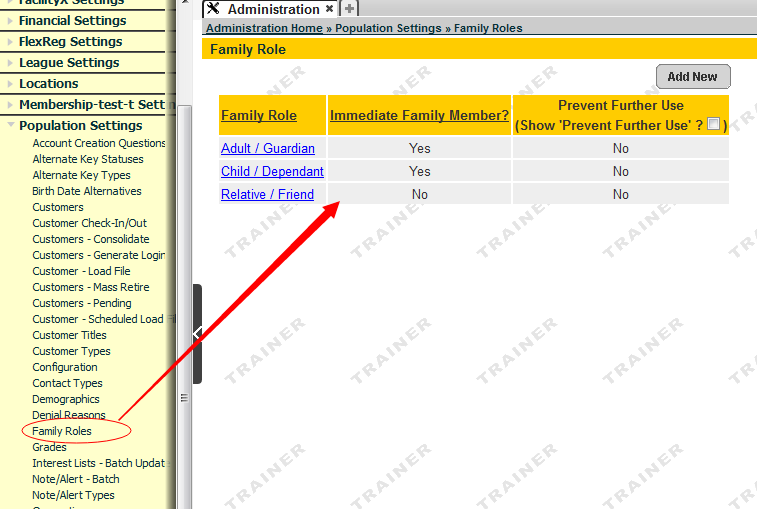 FacilityX Settings
Financial Settings
FlexReg Settings
League Settings
Locations
Membership-test-t Sett
Population Settings
Account Creation Questions
Alternate Key Statuses
Alternate Key Types
Birth Date Alternatives
Customers
Customer Check-In/Out
Customers - Consolidate
Customers - Generate Login
Customer - Load File
Customers - Mass Retire
Customers - Pending
Customer - Scheduled Load Fil
Customer Titles
Customer Types
Configuration
Contact Types
Demographics
Denial Reasons
Family Roles
Grades
Interest Lists - Batch Updat
Note/Alert - Batch
Note/Alert Types
Administration
Administration Home » Population Settings » Family Roles
Family Role
Add New
Family Role Immediate Family Member? Prevent Further Use
(Show 'Prevent Further Use' ? )
Adult / Guardian Yes No
Child / Dependant Yes No
Relative / Friend No No
TRAINER TRAINER TRAINER TRAINER
TRAINER TRAINER TRAINER TRAINER
TRAINER TRAINER TRAINER TRAINER
TRAINER TRAINER TRAINER TRAINER